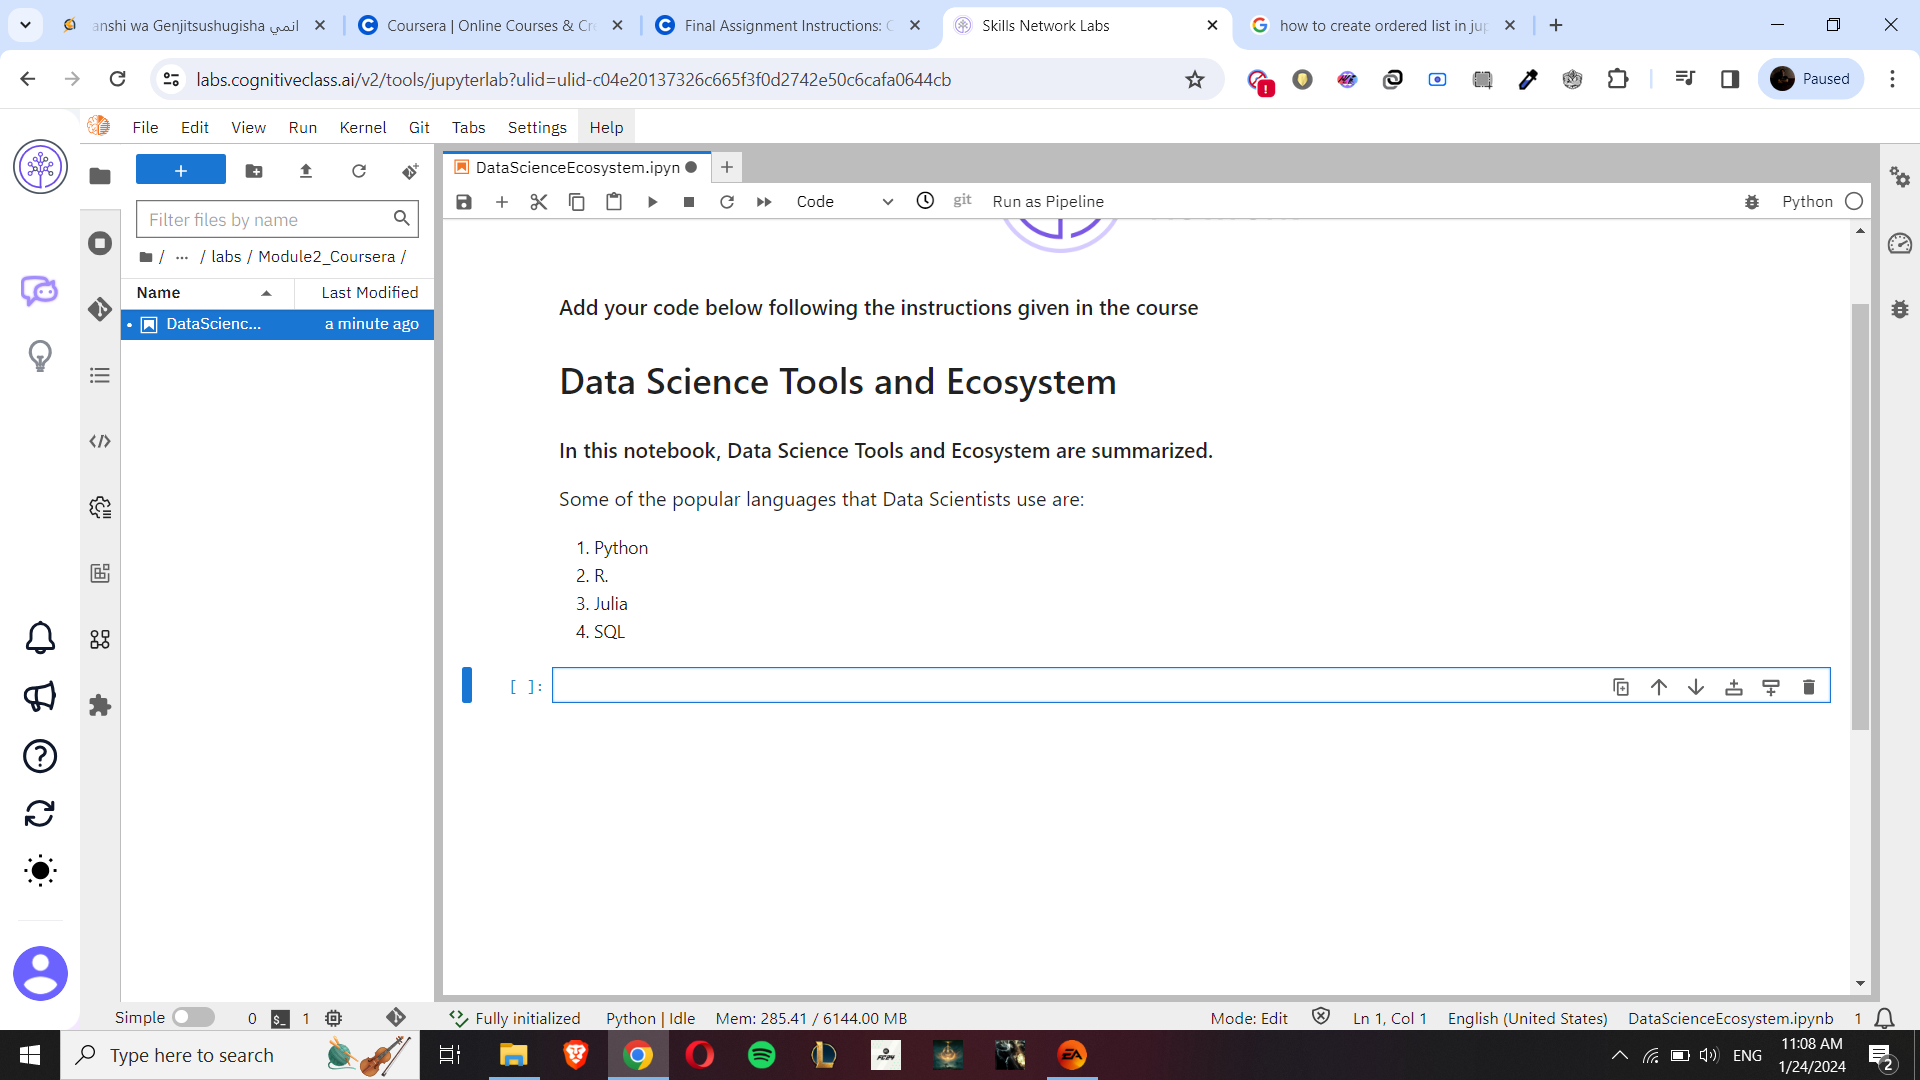 anshi wa Genjitsushugisha انمي
Coursera | Online Courses & Cr
Final Assignment Instructions: C
Skills Network Labs
how to create ordered list in jup
labs.cognitiveclass.ai/v2/tools/jupyterlab?ulid=ulid-c04e20137326c665f3f0d2742e50c6cafa0644cb
Paused
File Edit View Run Kernel Git Tabs Settings Help
DataScienceEcosystem.ipyn
Code
git
Run as Pipeline
Python
Filter files by name
/ ... / labs / Module2_Coursera /
Name Last Modified
DataScienc... a minute ago
Add your code below following the instructions given in the course
Data Science Tools and Ecosystem
In this notebook, Data Science Tools and Ecosystem are summarized.
Some of the popular languages that Data Scientists use are:
1. Python
2. R.
3. Julia
4. SQL
[ ]:
Simple 0 $_ 1 Fully initialized Python | Idle Mem: 285.41 / 6144.00 MB Mode: Edit Ln 1, Col 1 English (United States) DataScienceEcosystem.ipynb 1
Type here to search
FC24
EA
ENG
11:08 AM
1/24/2024
2